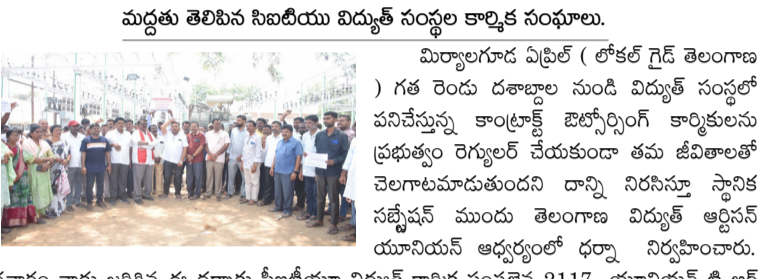 మద్దతు తెలిపిన సిఐటియు విద్యుత్ సంస్థల కార్మిక సంఘాలు.
మిర్యాలగూడ ఏప్రిల్ ( లోకల్ గైడ్ తెలంగాణ
) గత రెండు దశాబ్దాల నుండి విద్యుత్ సంస్థలో
పనిచేస్తున్న కాంట్రాక్ట్ ఔట్సోర్సింగ్ కార్మికులను
ప్రభుత్వం రెగ్యులర్ చేయకుండా తమ జీవితాలతో
చెలగాటమాడుతుందని దాన్ని నిరసిస్తూ స్థానిక
సబ్స్టేషన్ ముందు తెలంగాణ విద్యుత్ ఆర్టిసన్
యూనియన్ ఆధ్వర్యంలో ధర్నా నిర్వహించారు.